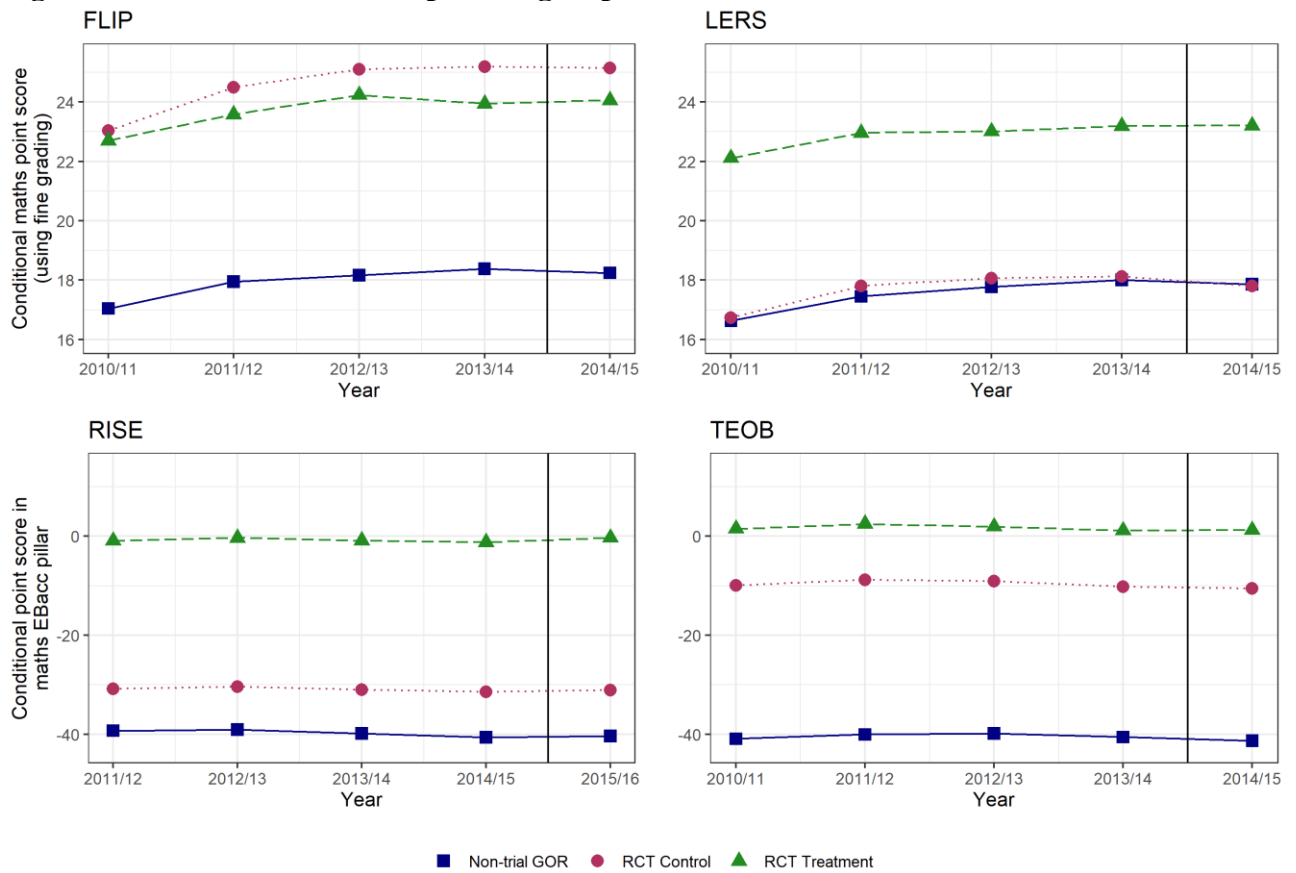 FLIP
LERS
Conditional maths point score
(using fine grading)
24
22
20
18
16
24
22
20
18
16
2010/11 2011/12 2012/13 2013/14 2014/15
2010/11 2011/12 2012/13 2013/14 2014/15
Year
Year
RISE
TEOB
Conditional point score in
maths EBacc pillar
0
-20
-40
0
-20
-40
2011/12 2012/13 2013/14 2014/15 2015/16
2010/11 2011/12 2012/13 2013/14 2014/15
Year
Year
Non-trial GOR RCT Control RCT Treatment